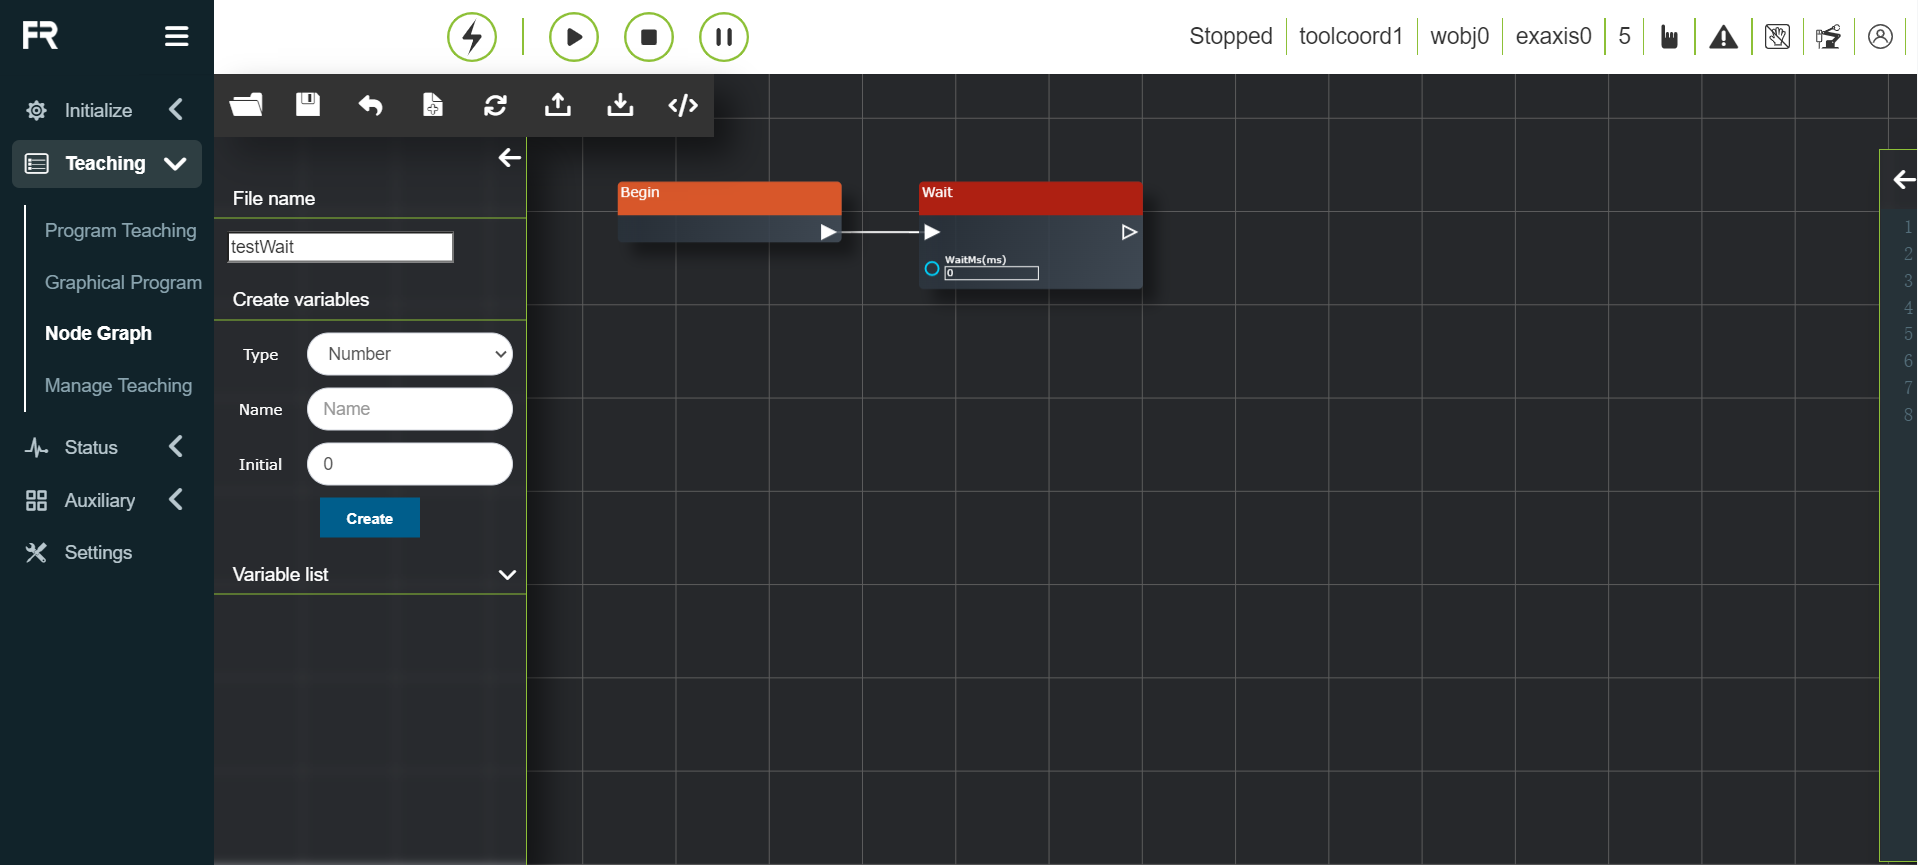 FR
Stopped
toolcoord1
wobj0
exaxis0
5
Initialize
Teaching
Program Teaching
Graphical Program
Node Graph
Manage Teaching
Status
Auxiliary
Settings
File name
testWait
Create variables
Type
Number
Name
Name
Initial
0
Create
Variable list
Begin
Wait
WaitMs(ms)
0
1
2
3
4
5
6
7
8